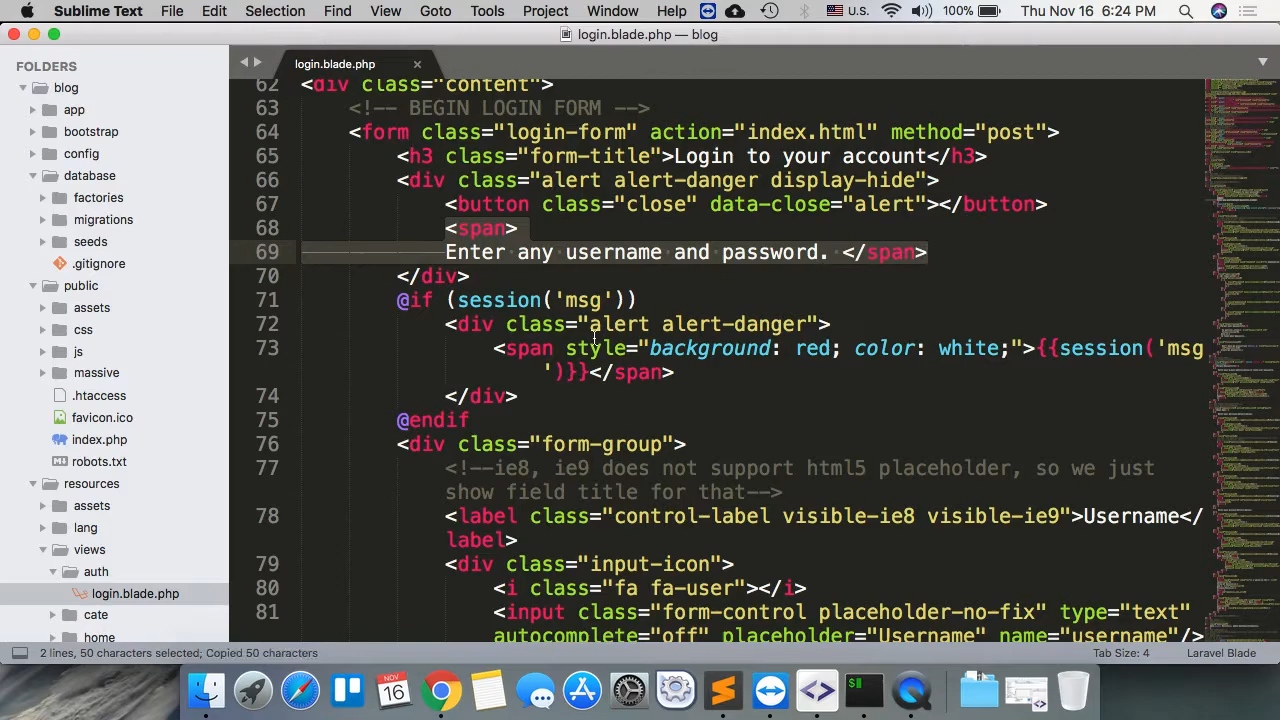 Sublime Text File Edit Selection Find View Goto Tools Project Window Help U.S. 100% Thu Nov 16 6:24 PM
login.blade.php — blog
FOLDERS
blog
app
bootstrap
config
database
factories
migrations
seeds
.gitignore
public
assets
css
js
massive
.htaccess
favicon.ico
index.php
robots.txt
resources
assets
lang
views
auth
login.blade.php
cate
home
login.blade.php
62 <div class="content">
63 <!-- BEGIN LOGIN FORM -->
64 <form class="login-form" action="index.html" method="post">
65 <h3 class="form-title">Login to your account</h3>
66 <div class="alert alert-danger display-hide">
67 <button class="close" data-close="alert"></button>
68 <span>
69 Enter any username and password. </span>
70 </div>
71 @if (session('msg'))
72 <div class="alert alert-danger">
73 <span style="background: red; color: white;">{{session('msg
')}}</span>
74 </div>
75 @endif
76 <div class="form-group">
77 <!--ie8, ie9 does not support html5 placeholder, so we just
show field title for that-->
78 <label class="control-label visible-ie8 visible-ie9">Username</
label>
79 <div class="input-icon">
80 <i class="fa fa-user"></i>
81 <input class="form-control placeholder-no-fix" type="text"
autocomplete="off" placeholder="Username" name="username"/>
2 lines, 50 characters selected; Copied 50 characters
Tab Size: 4 Laravel Blade
NOV
16